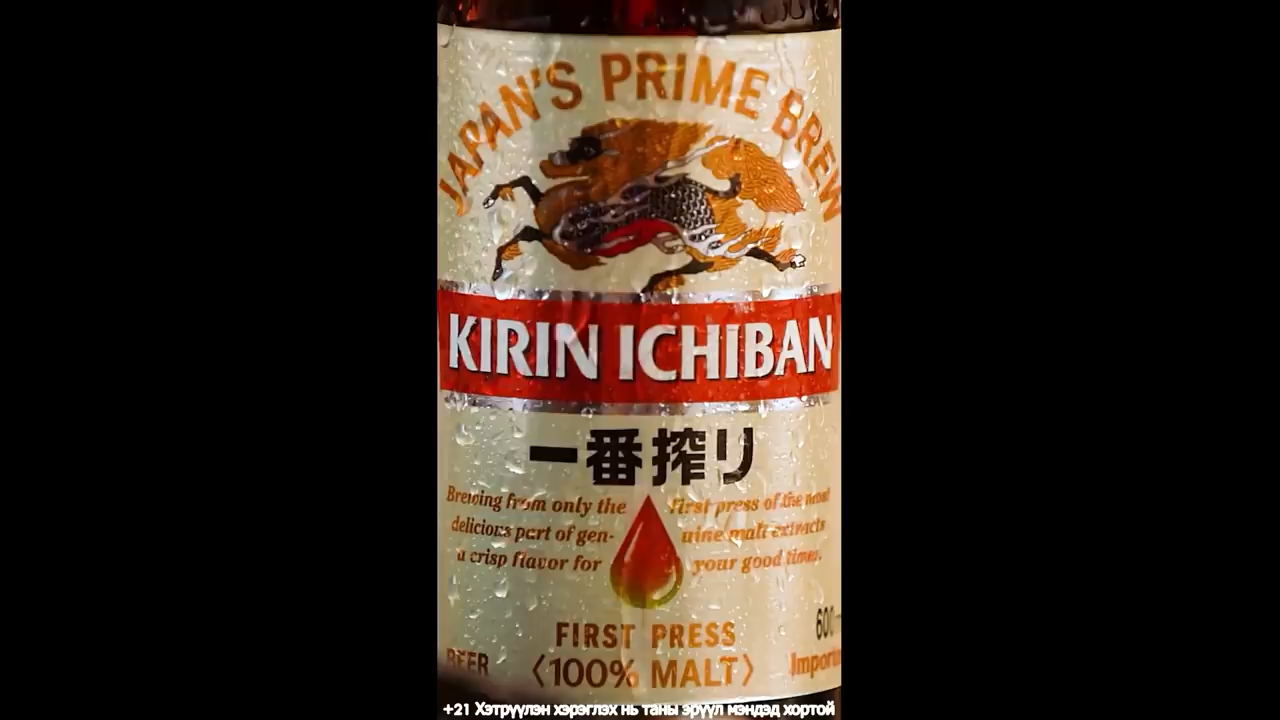 JAPAN'S PRIME BREW
KIRIN ICHIBAN
一番搾り
Brewing from only the first press of the most
delicious part of gen- uine malt extracts
a crisp flavor for your good times.
FIRST PRESS
600
BEER 〈100% MALT〉
+21 Хэтрүүлэн хэрэглэх нь таны эрүүл мэндэд хортой